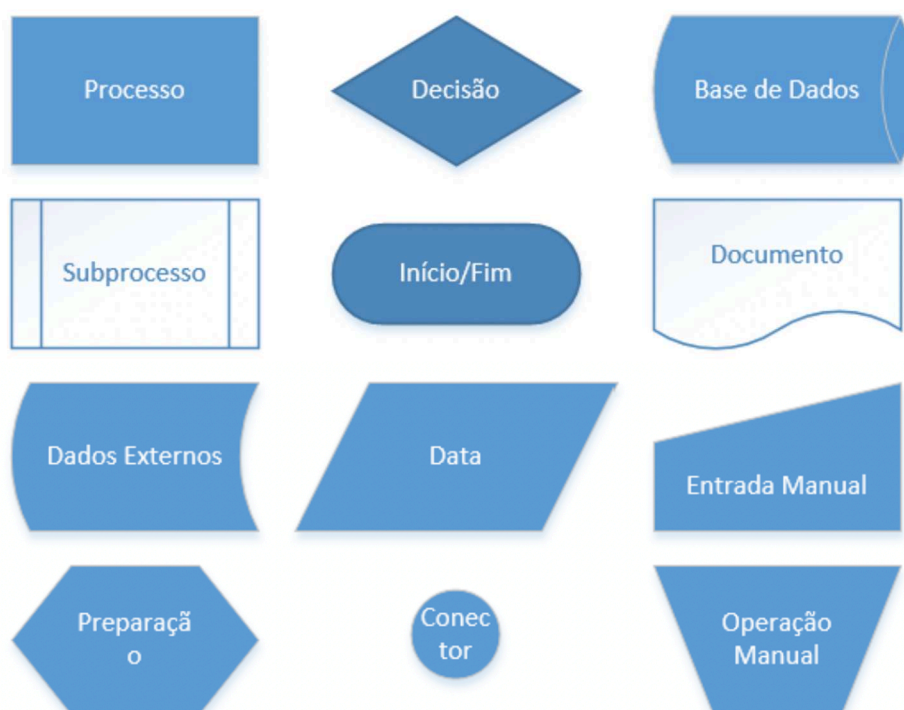 Processo
Decisão
Base de Dados
Subprocesso
Início/Fim
Documento
Dados Externos
Data
Entrada Manual
Preparaçã
o
Conec
tor
Operação
Manual